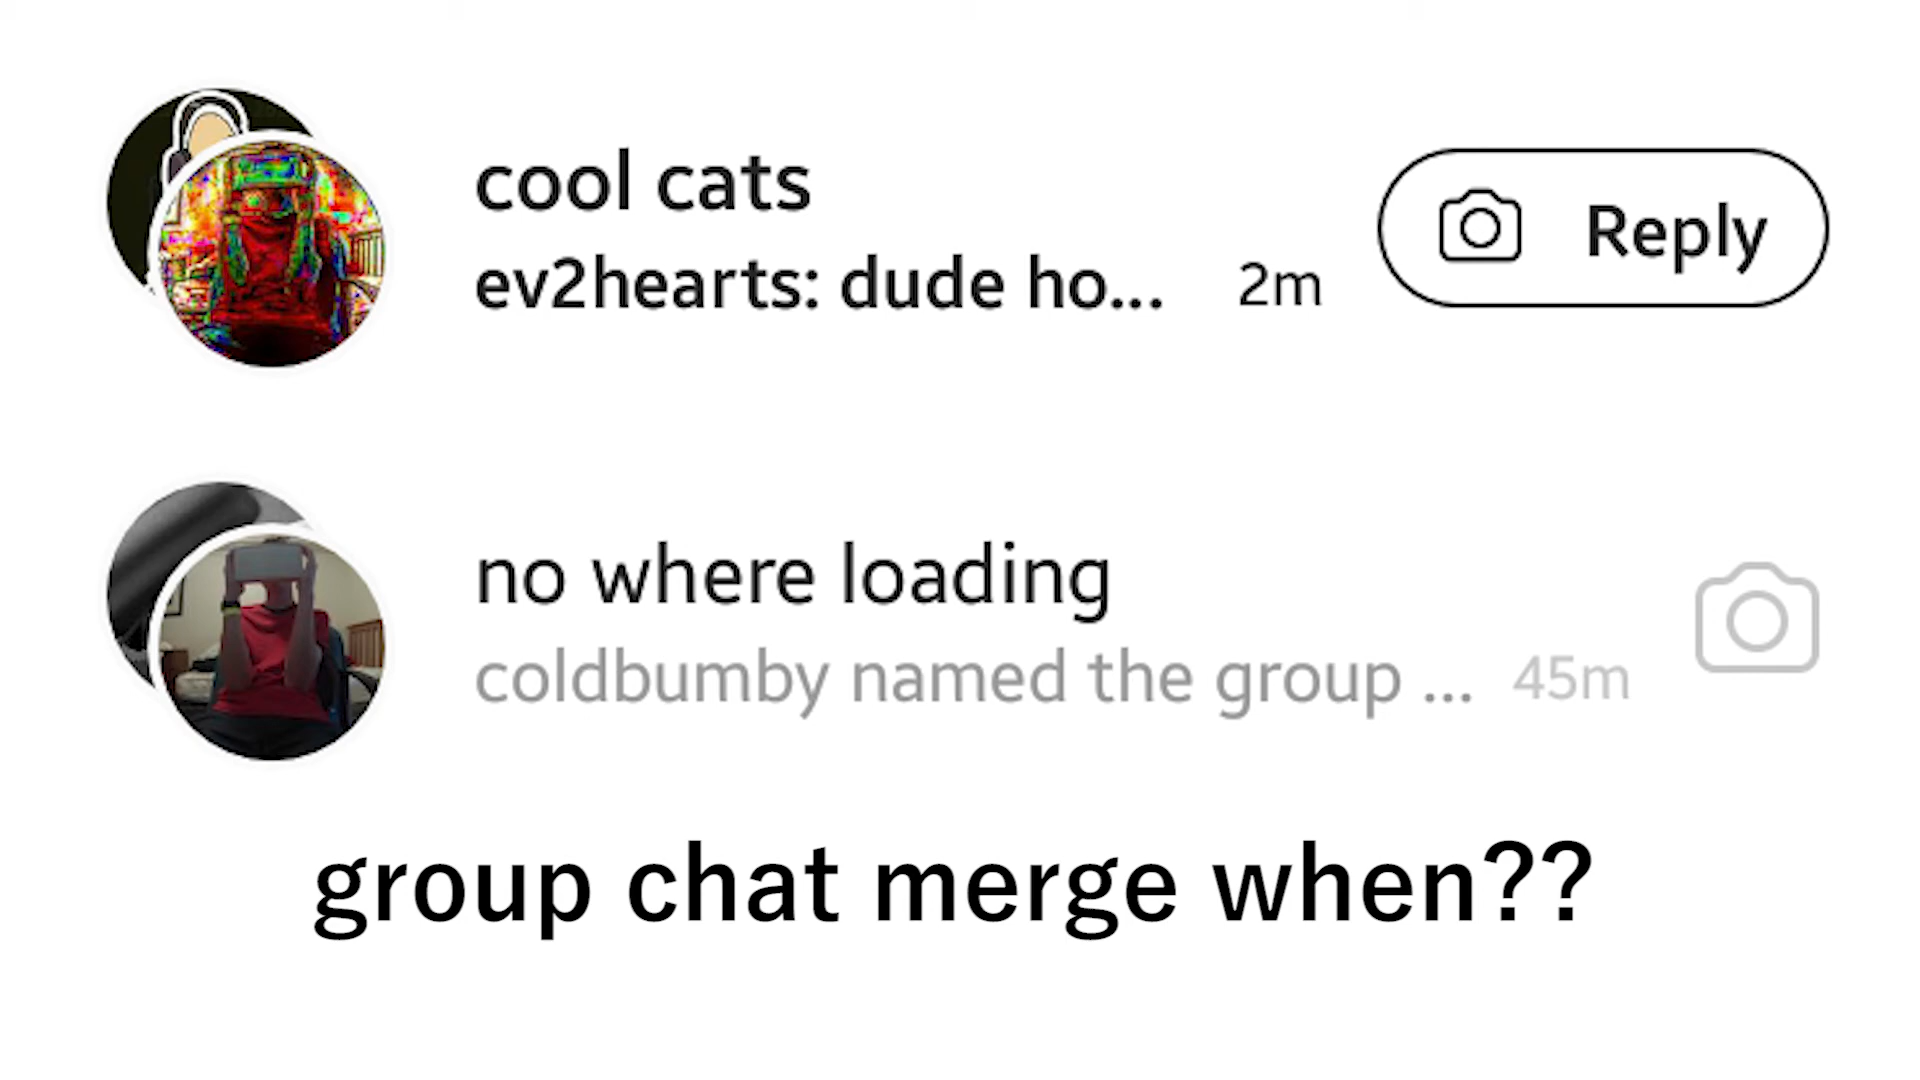 cool cats
ev2hearts: dude ho... 2m
Reply
no where loading
coldbumby named the group ... 45m
group chat merge when??